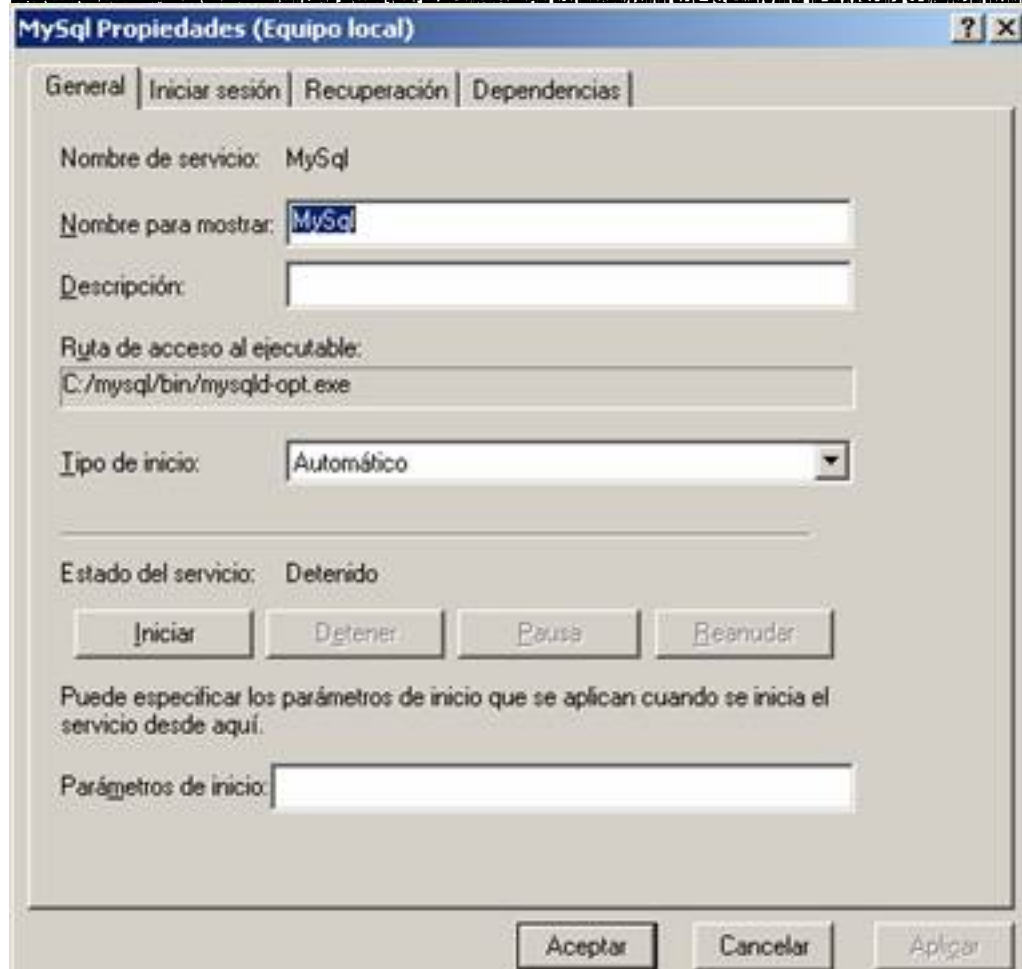 MySql Propiedades (Equipo local)
General Iniciar sesión Recuperación Dependencias
Nombre de servicio: MySql
Nombre para mostrar: MySql
Descripción:
Ruta de acceso al ejecutable:
C:/mysql/bin/mysqld-opt.exe
Tipo de inicio: Automático
Estado del servicio: Detenido
Iniciar Detener Pausa Reanudar
Puede especificar los parámetros de inicio que se aplican cuando se inicia el
servicio desde aquí.
Parámetros de inicio:
Aceptar Cancelar Aplicar